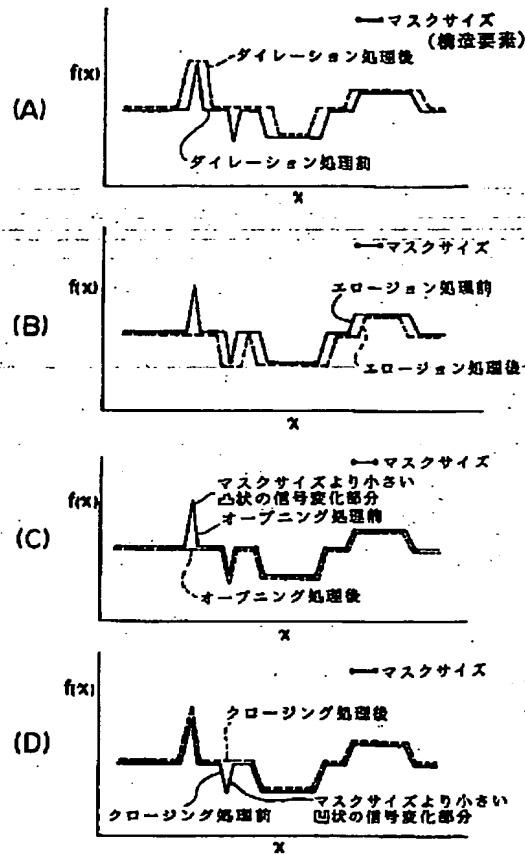 マスクサイズ
(構造要素)
f(x)
ダイレーション処理後
(A)
ダイレーション処理前
x
マスクサイズ
f(x)
エロージョン処理前
(B)
エロージョン処理後
x
マスクサイズ
マスクサイズより小さい
凸状の信号変化部分
f(x)
オープニング処理前
(C)
オープニング処理後
x
マスクサイズ
f(x)
クロージング処理後
(D)
クロージング処理前
マスクサイズより小さい
凹状の信号変化部分
x